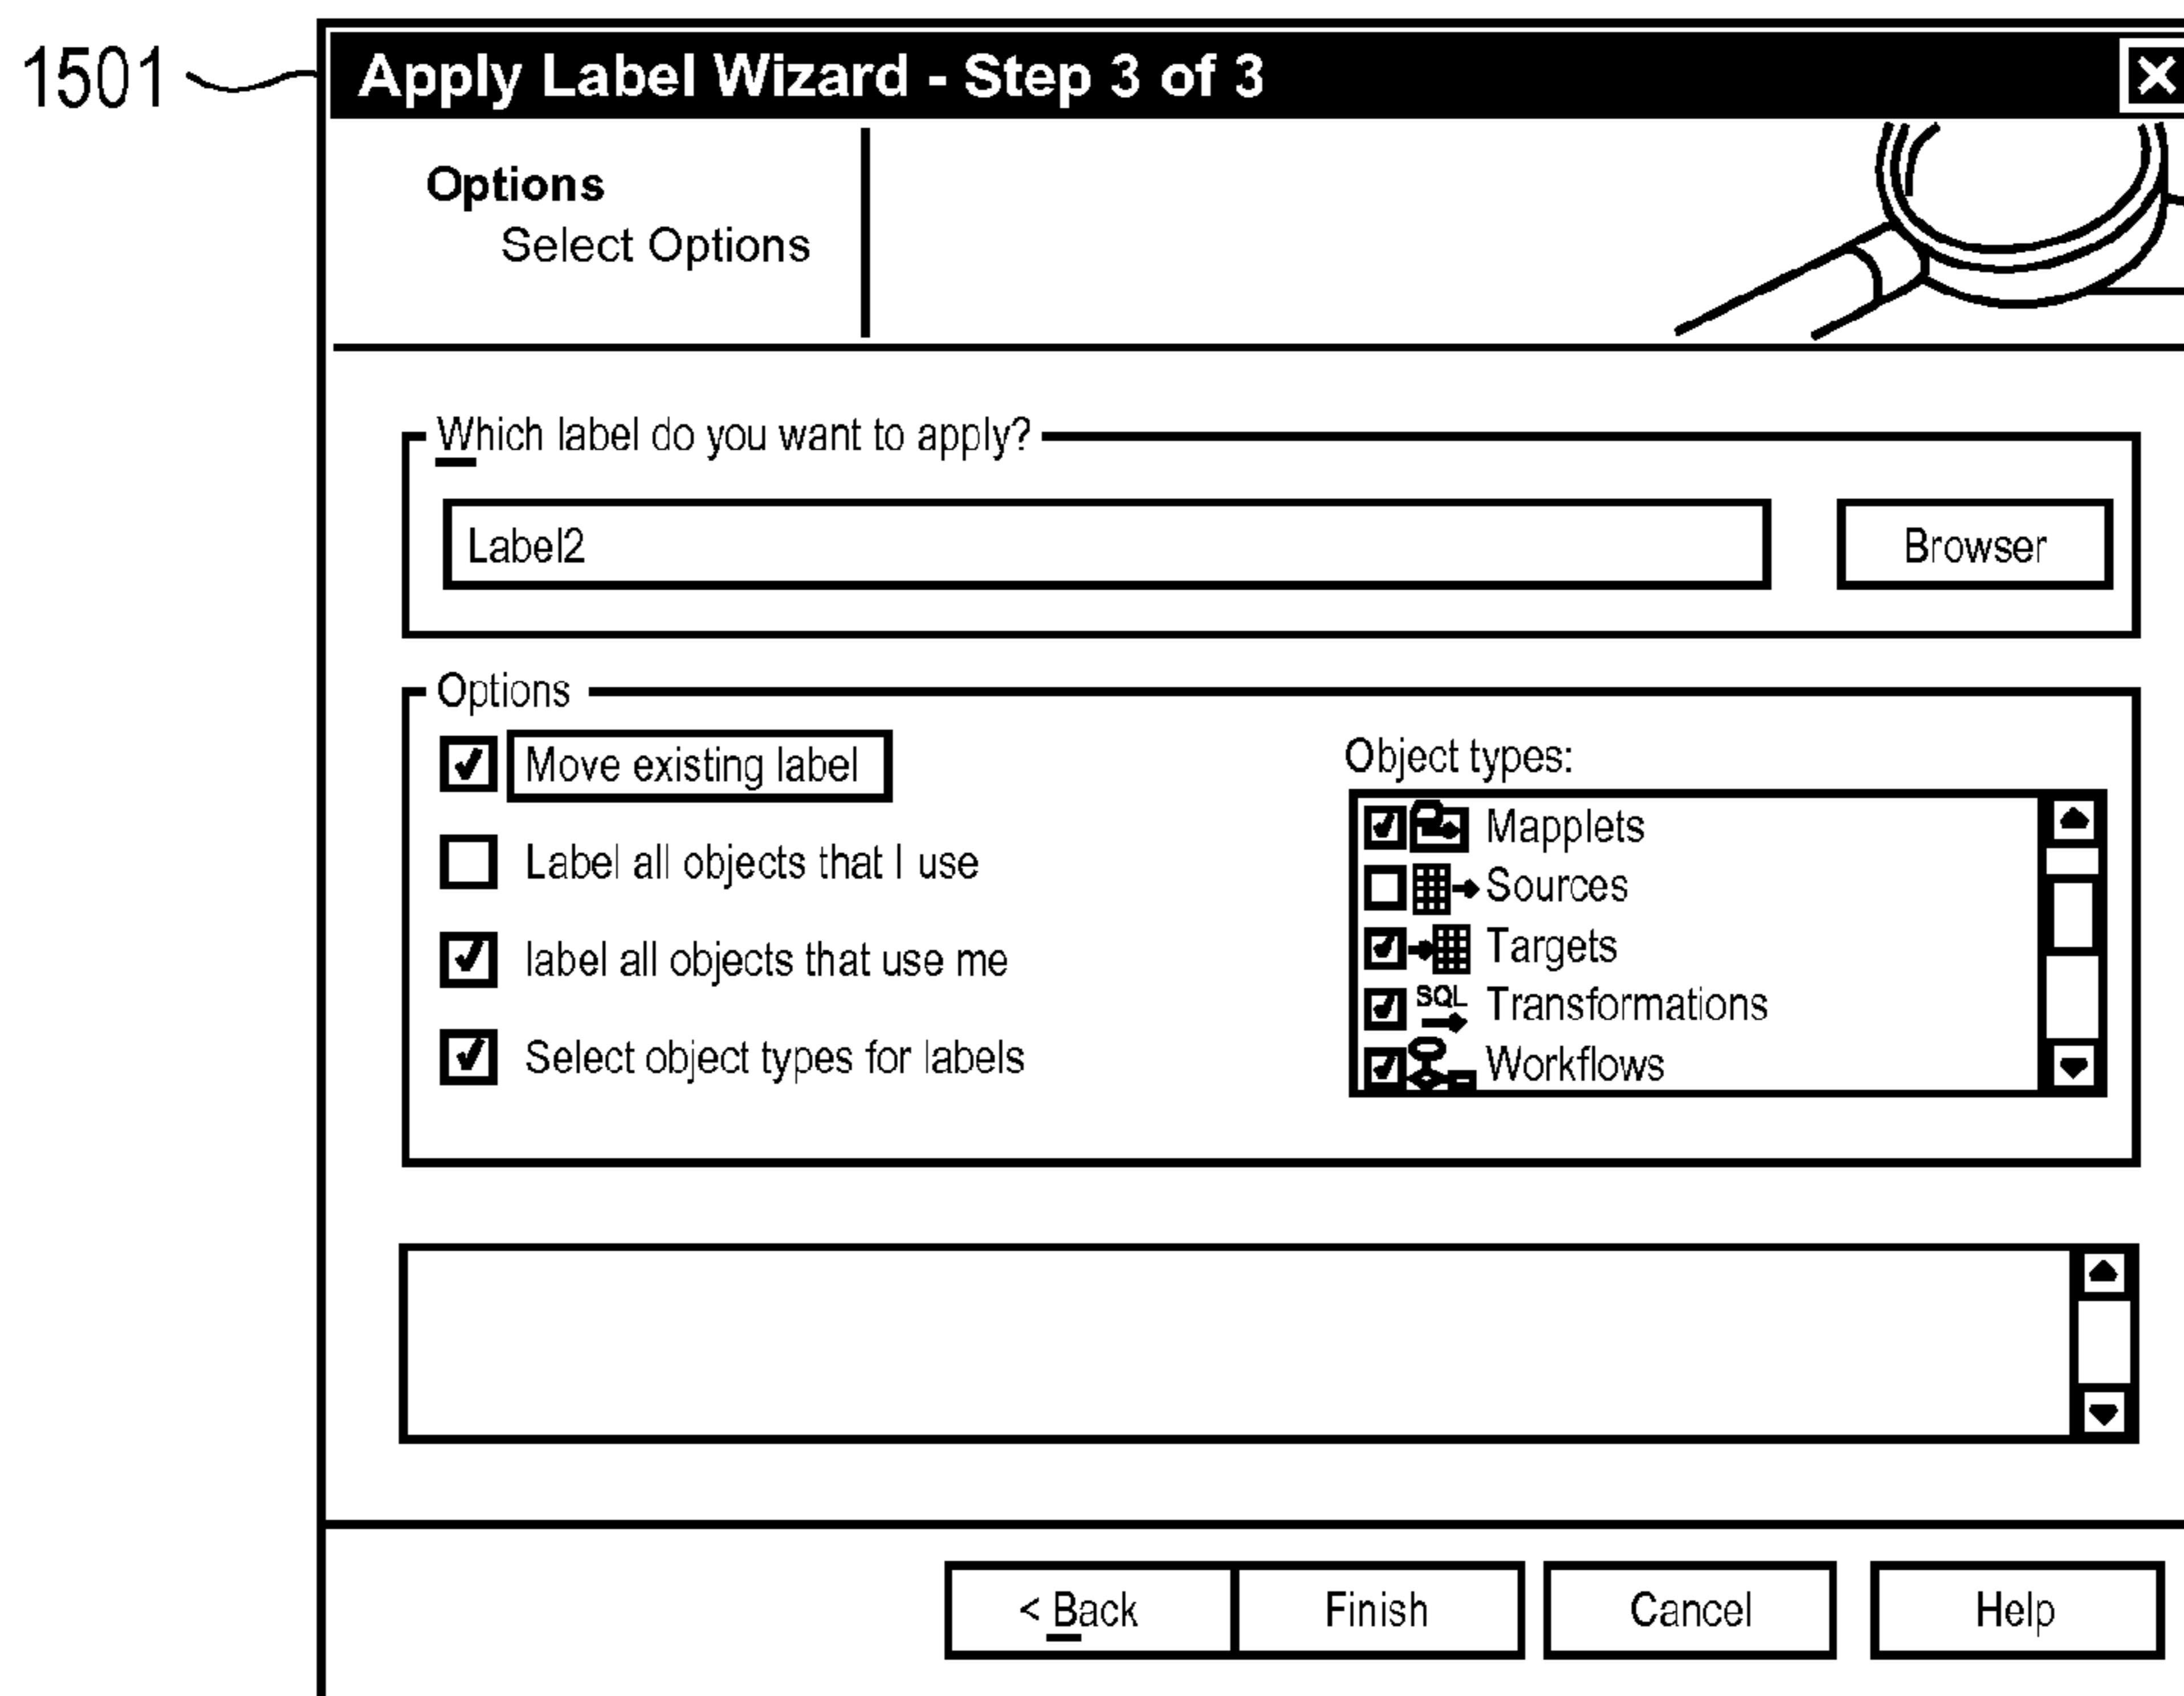 1501
Apply Label Wizard - Step 3 of 3
Options
Select Options
Which label do you want to apply?
Label2
Browser
Options
Move existing label
Label all objects that I use
label all objects that use me
Select object types for labels
Object types:
Mapplets
Sources
Targets
SQL Transformations
Workflows
< Back
Finish
Cancel
Help